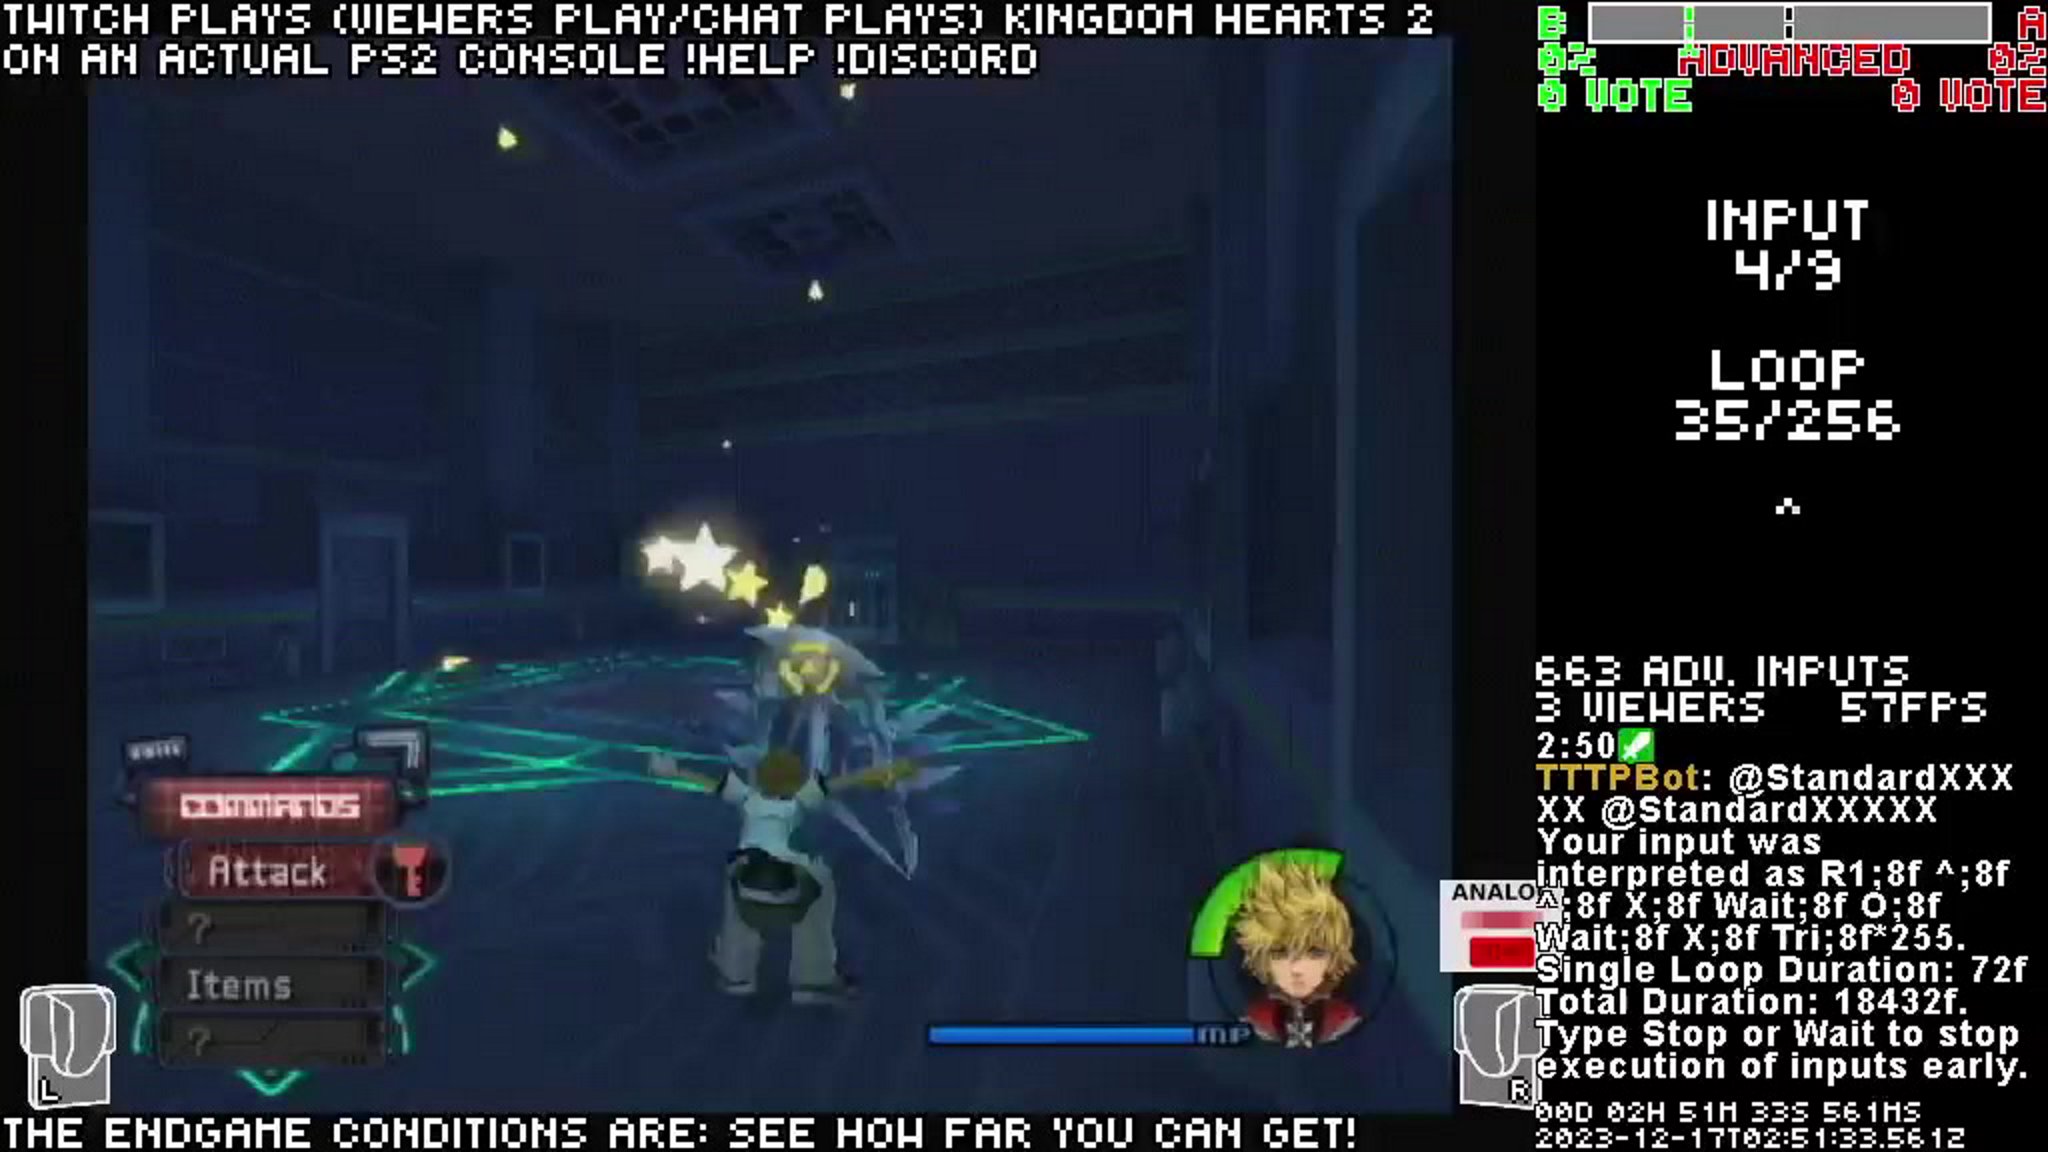 TWITCH PLAYS (VIEWERS PLAY/CHAT PLAYS) KINGDOM HEARTS 2
ON AN ACTUAL PS2 CONSOLE !HELP !DISCORD
B A
0% ADVANCED 0%
0 VOTE 0 VOTE
INPUT
4/9
LOOP
35/256
^
663 ADV. INPUTS
3 VIEWERS 57FPS
2:50
TTTPBot: @StandardXXX
XX @StandardXXXXX
Your input was
interpreted as R1;8f ^;8f
^;8f X;8f Wait;8f O;8f
Wait;8f X;8f Tri;8f*255.
Single Loop Duration: 72f
Total Duration: 18432f.
Type Stop or Wait to stop
execution of inputs early.
00D 02H 51M 33S 561MS
2023-12-17T02:51:33.561Z
COMMANDS
Attack
?
Items
?
MP
ANALO
L
R
THE ENDGAME CONDITIONS ARE: SEE HOW FAR YOU CAN GET!